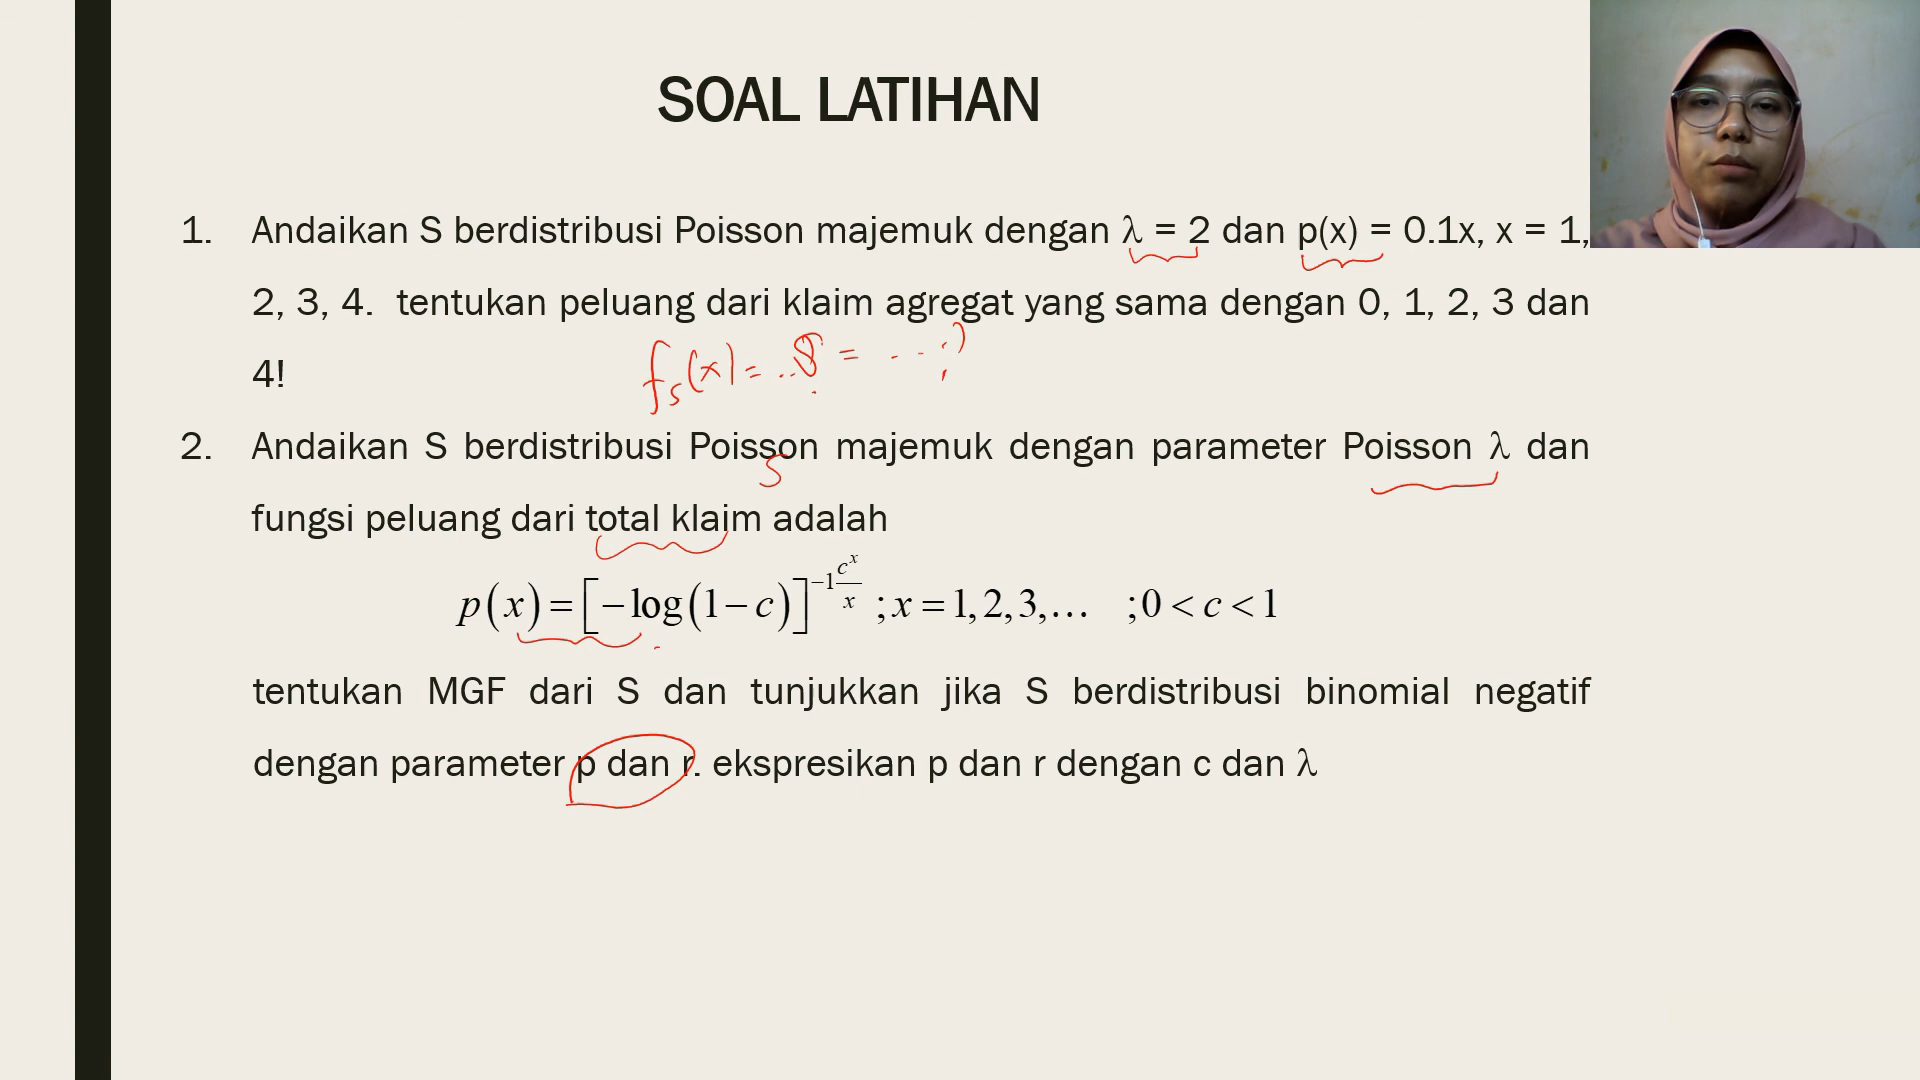 SOAL LATIHAN
1. Andaikan S berdistribusi Poisson majemuk dengan λ = 2 dan p(x) = 0.1x, x = 1,
2, 3, 4. tentukan peluang dari klaim agregat yang sama dengan 0, 1, 2, 3 dan
4!
2. Andaikan S berdistribusi Poisson majemuk dengan parameter Poisson λ dan
S
fungsi peluang dari total klaim adalah
p(x) = [−log(1−c)]^{−1 c^x/x} ; x = 1,2,3,… ; 0 < c < 1
tentukan MGF dari S dan tunjukkan jika S berdistribusi binomial negatif
dengan parameter p dan r. ekspresikan p dan r dengan c dan λ